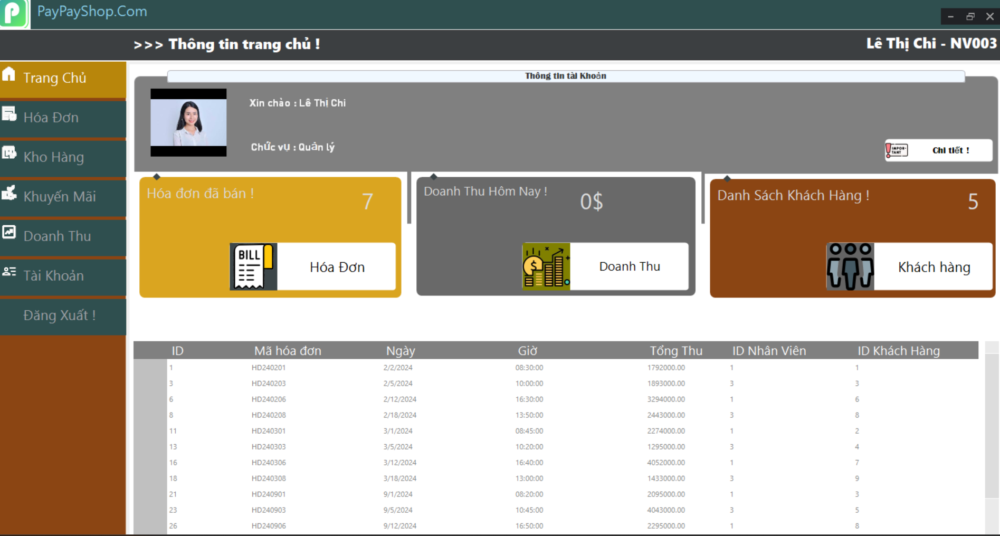 PayPayShop.Com
>>> Thông tin trang chủ !
Lê Thị Chi - NV003
Trang Chủ
Hóa Đơn
Kho Hàng
Khuyến Mãi
Doanh Thu
Tài Khoản
Đăng Xuất !
Thông tin tài Khoản
Xin chào : Lê Thị Chi
Chức vụ : Quản lý
IMPOR-
TANT
Chi tiết !
Hóa đơn đã bán !
7
BILL
Hóa Đơn
Doanh Thu Hôm Nay !
0$
Doanh Thu
Danh Sách Khách Hàng !
5
Khách hàng
ID Mã hóa đơn Ngày Giờ Tổng Thu ID Nhân Viên ID Khách Hàng
1 HD240201 2/2/2024 08:30:00 1792000.00 1 1
3 HD240203 2/5/2024 10:00:00 1893000.00 3 3
6 HD240206 2/12/2024 16:30:00 3294000.00 1 6
8 HD240208 2/18/2024 13:50:00 2443000.00 3 8
11 HD240301 3/1/2024 08:45:00 2274000.00 1 2
13 HD240303 3/5/2024 10:20:00 1295000.00 3 4
16 HD240306 3/12/2024 16:40:00 4052000.00 1 7
18 HD240308 3/18/2024 13:00:00 1433000.00 3 9
21 HD240901 9/1/2024 08:20:00 2095000.00 1 3
23 HD240903 9/5/2024 10:45:00 4043000.00 3 5
26 HD240906 9/12/2024 16:50:00 2295000.00 1 8